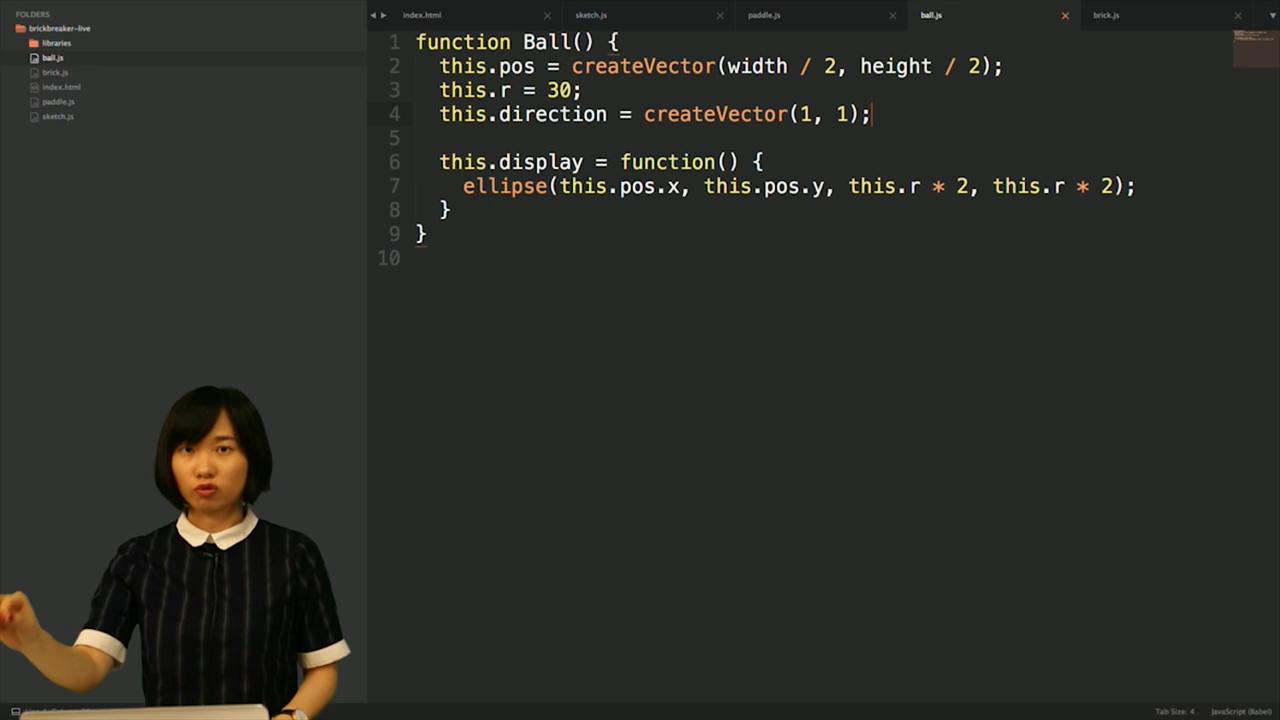 FOLDERS
brickbreaker-live
libraries
ball.js
brick.js
index.html
paddle.js
sketch.js
index.html
sketch.js
paddle.js
ball.js
brick.js
1 function Ball() {
2 this.pos = createVector(width / 2, height / 2);
3 this.r = 30;
4 this.direction = createVector(1, 1);
5
6 this.display = function() {
7 ellipse(this.pos.x, this.pos.y, this.r * 2, this.r * 2);
8 }
9 }
10
Tab Size: 4
JavaScript (Babel)